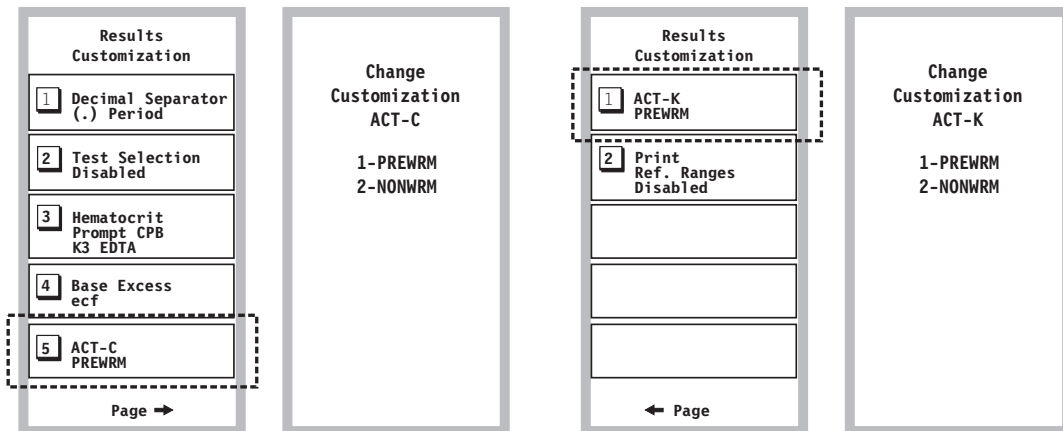 Results
Customization
1 Decimal Separator
(.) Period
2 Test Selection
Disabled
3 Hematocrit
Prompt CPB
K3 EDTA
4 Base Excess
ecf
5 ACT-C
PREWRM
Page →
Change
Customization
ACT-C
1-PREWRM
2-NONWRM
Results
Customization
1 ACT-K
PREWRM
2 Print
Ref. Ranges
Disabled
← Page
Change
Customization
ACT-K
1-PREWRM
2-NONWRM